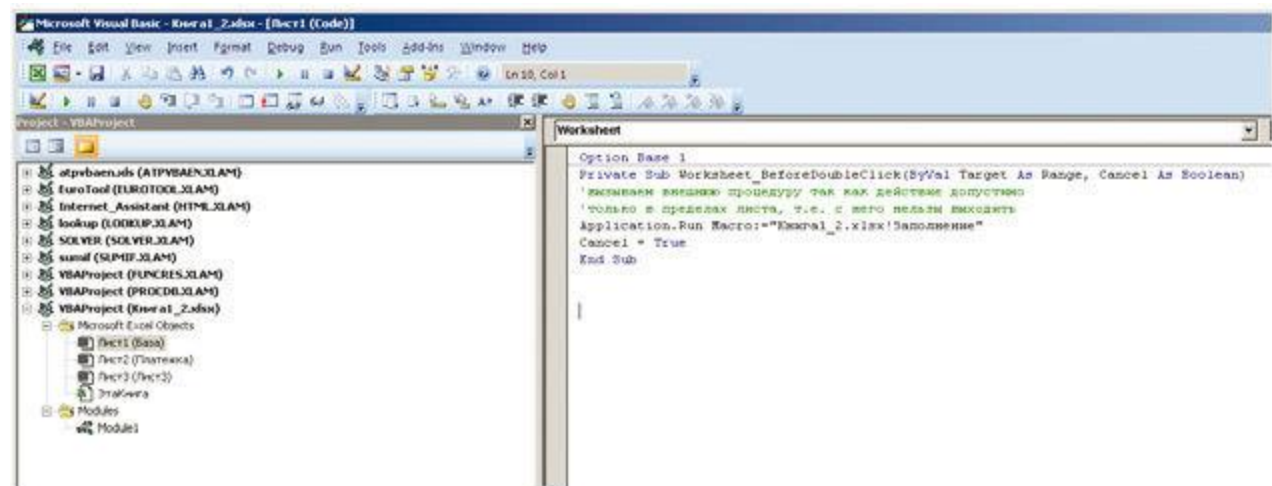 Microsoft Visual Basic - Книга1_2.xlsx - [Лист1 (Code)]
File Edit View Insert Format Debug Run Tools Add-Ins Window Help
Ln 10, Col 1
Project - VBAProject
Worksheet
atpvbaen.xls (ATPVBAEN.XLAM)
EuroTool (EUROTOOL.XLAM)
Internet_Assistant (HTML.XLAM)
lookup (LOOKUP.XLAM)
SOLVER (SOLVER.XLAM)
sumif (SUMIF.XLAM)
VBAProject (FUNCRES.XLAM)
VBAProject (PROCDB.XLAM)
VBAProject (Книга1_2.xlsx)
Microsoft Excel Objects
Лист1 (База)
Лист2 (Платежка)
Лист3 (Лист3)
ЭтаКнига
Modules
Module1
Option Base 1
Private Sub Worksheet_BeforeDoubleClick(ByVal Target As Range, Cancel As Boolean)
'вызываем внешнюю процедуру так как действие допустимо
'только в пределах листа, т.е. с него нельзя выходить
Application.Run Macro:="Книга1_2.xlsx!Заполнение"
Cancel = True
End Sub